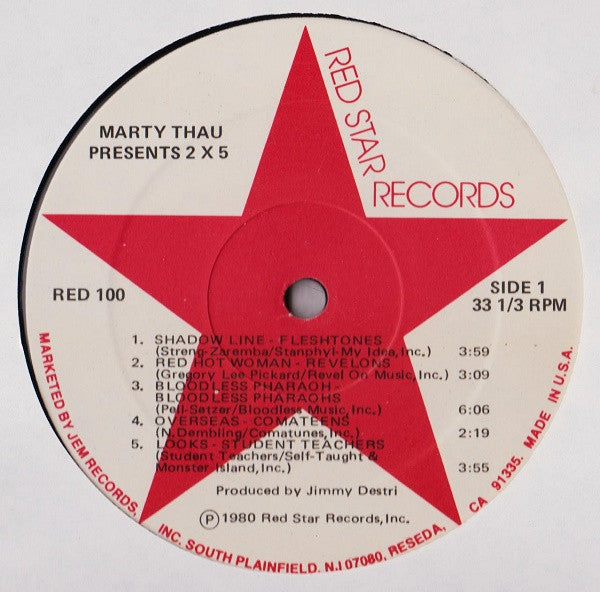 MARTY THAU
PRESENTS 2 X 5
RED STAR
RECORDS
RED 100
SIDE 1
33 1/3 RPM
1. SHADOW LINE - FLESHTONES
(Streng-Zaremba/Stanphyl-My Idea, Inc.) 3:59
2. RED HOT WOMAN - REVELONS
(Gregory Lee Pickard/Revel On Music, Inc.) 3:09
3. BLOODLESS PHARAOH -
BLOODLESS PHARAOHS
(Pell-Setzer/Bloodless Music, Inc.) 6:06
4. OVERSEAS - COMATEENS
(N. Dembling/Comatunes, Inc.) 2:19
5. LOOKS - STUDENT TEACHERS
(Student Teachers/Self-Taught &
Monster Island, Inc.) 3:55
Produced by Jimmy Destri
Ⓟ 1980 Red Star Records, Inc.
MARKETED BY JEM RECORDS, INC. SOUTH PLAINFIELD. NJ 07080. RESEDA, CA 91335. MADE IN U.S.A.